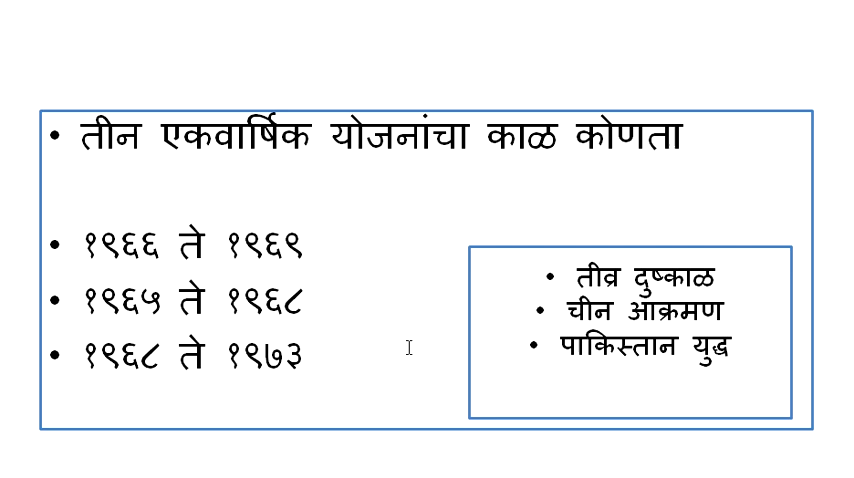 • तीन एकवार्षिक योजनांचा काळ कोणता
• १९६६ ते १९६९
• १९६५ ते १९६८
• १९६८ ते १९७३
• तीव्र दुष्काळ
• चीन आक्रमण
• पाकिस्तान युद्ध